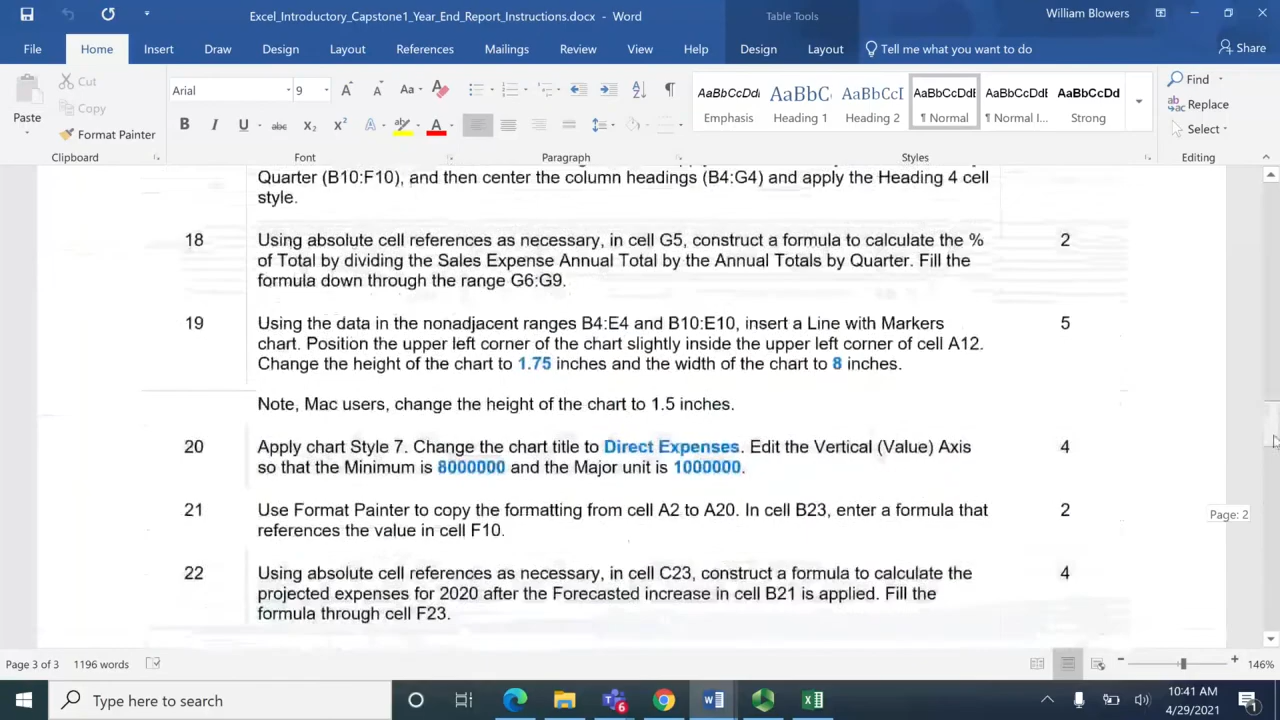 Excel_Introductory_Capstone1_Year_End_Report_Instructions.docx - Word
Table Tools
William Blowers
File
Home
Insert
Draw
Design
Layout
References
Mailings
Review
View
Help
Design
Layout
Tell me what you want to do
Share
Paste
Cut
Copy
Format Painter
Clipboard
Arial
9
Font
Paragraph
AaBbCcDdI
Emphasis
AaBbC
Heading 1
AaBbCcD
Heading 2
AaBbCcDdE
¶ Normal
AaBbCcDdE
¶ Normal I...
AaBbCcDd
Strong
Styles
Find
Replace
Select
Editing
Quarter (B10:F10), and then center the column headings (B4:G4) and apply the Heading 4 cell
style.
18
Using absolute cell references as necessary, in cell G5, construct a formula to calculate the %
2
of Total by dividing the Sales Expense Annual Total by the Annual Totals by Quarter. Fill the
formula down through the range G6:G9.
19
Using the data in the nonadjacent ranges B4:E4 and B10:E10, insert a Line with Markers
5
chart. Position the upper left corner of the chart slightly inside the upper left corner of cell A12.
Change the height of the chart to 1.75 inches and the width of the chart to 8 inches.
Note, Mac users, change the height of the chart to 1.5 inches.
20
Apply chart Style 7. Change the chart title to Direct Expenses. Edit the Vertical (Value) Axis
4
so that the Minimum is 8000000 and the Major unit is 1000000.
Page: 2
21
Use Format Painter to copy the formatting from cell A2 to A20. In cell B23, enter a formula that
2
references the value in cell F10.
22
Using absolute cell references as necessary, in cell C23, construct a formula to calculate the
4
projected expenses for 2020 after the Forecasted increase in cell B21 is applied. Fill the
formula through cell F23.
Page 3 of 3
1196 words
146%
Type here to search
6
10:41 AM
4/29/2021
1